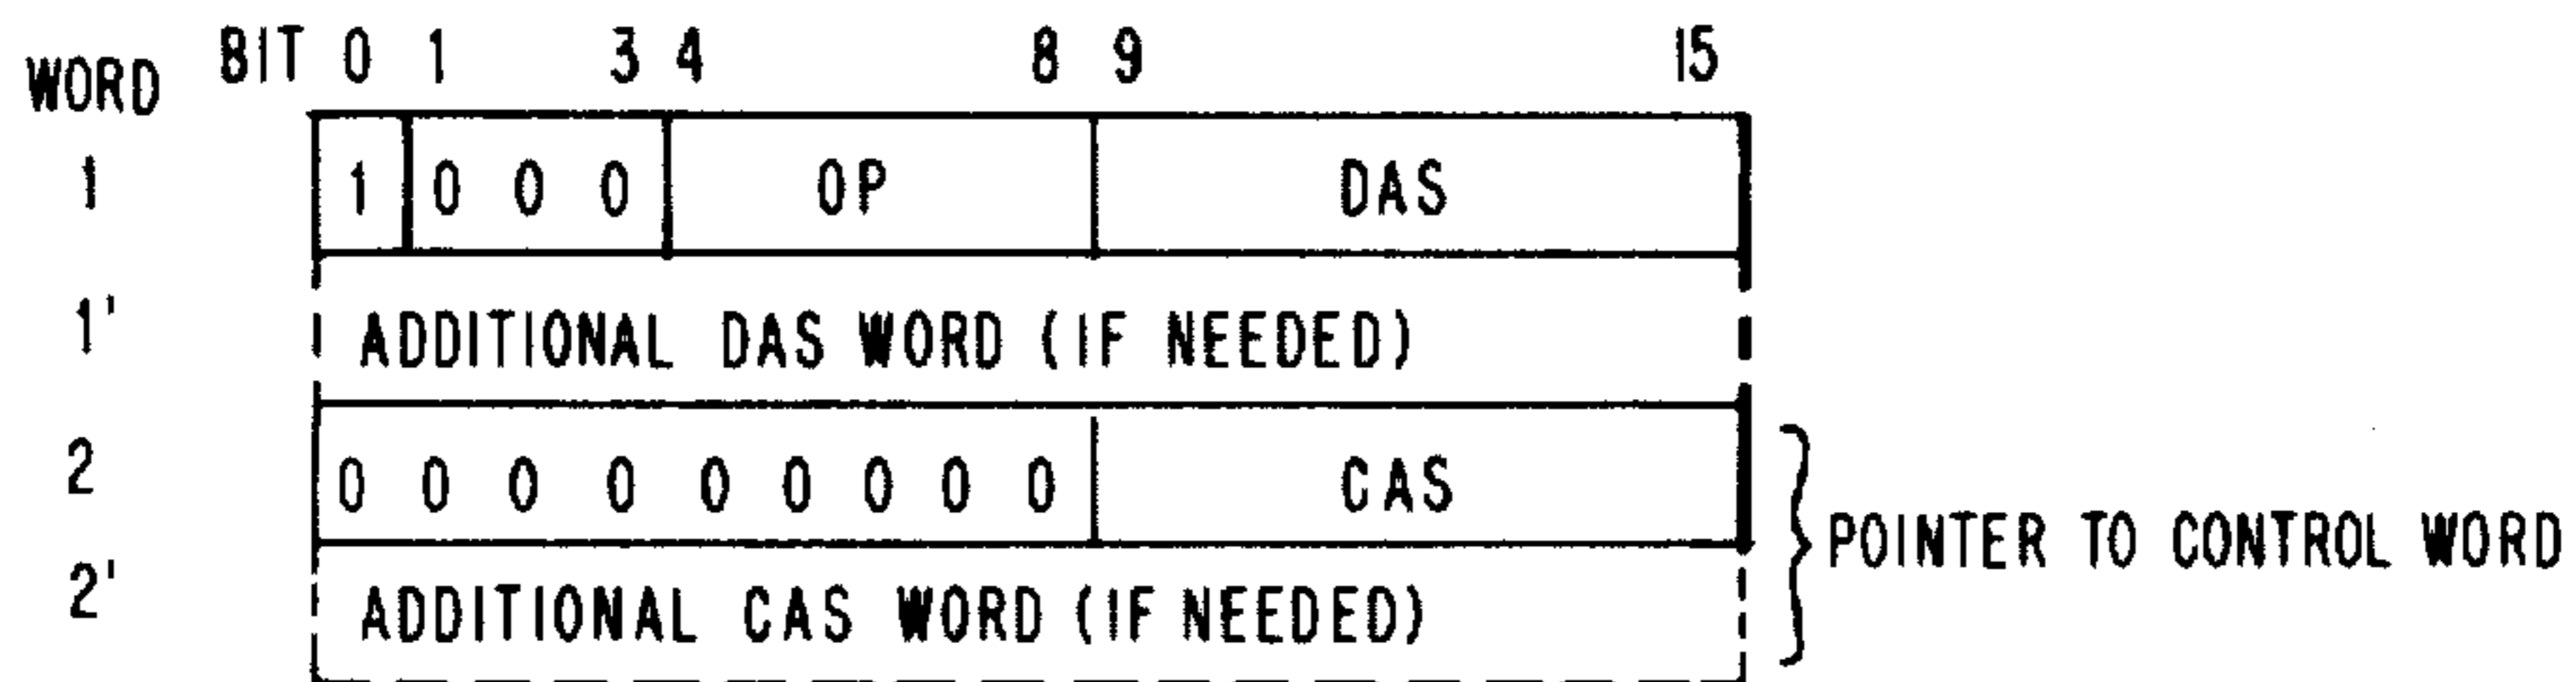 WORD BIT 0 1 3 4 8 9 15
1 1 0 0 0 OP DAS
1' ADDITIONAL DAS WORD (IF NEEDED)
2 0 0 0 0 0 0 0 0 0 CAS
2' ADDITIONAL CAS WORD (IF NEEDED)
POINTER TO CONTROL WORD